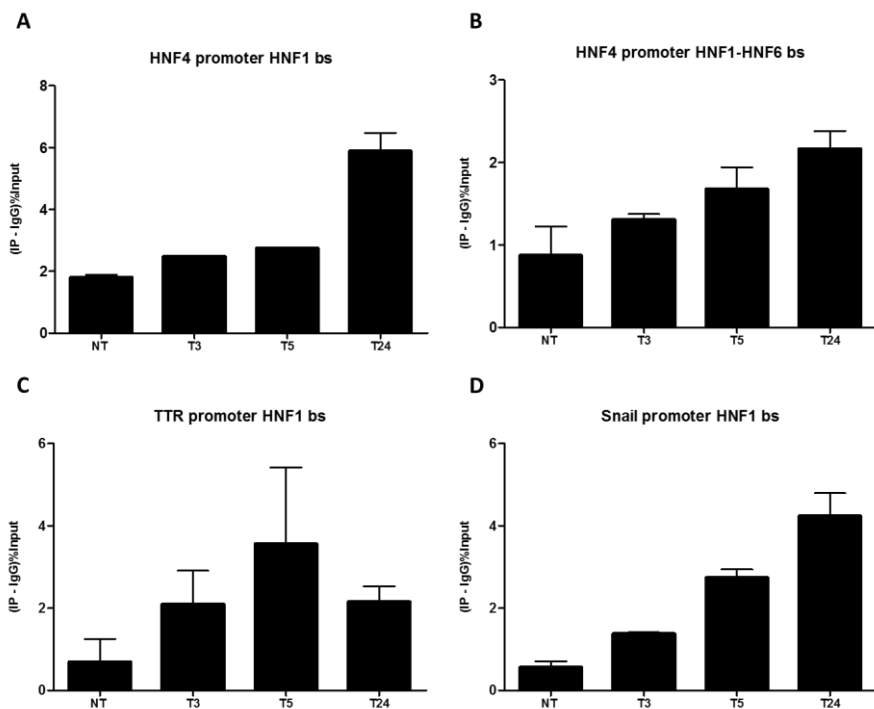 A
HNF4 promoter HNF1 bs
(IP - IgG)%Input
8
6
4
2
0
NT T3 T5 T24
B
HNF4 promoter HNF1-HNF6 bs
(IP - IgG)%Input
3
2
1
0
NT T3 T5 T24
C
TTR promoter HNF1 bs
(IP - IgG)%Input
6
4
2
0
NT T3 T5 T24
D
Snail promoter HNF1 bs
(IP - IgG)%Input
6
4
2
0
NT T3 T5 T24